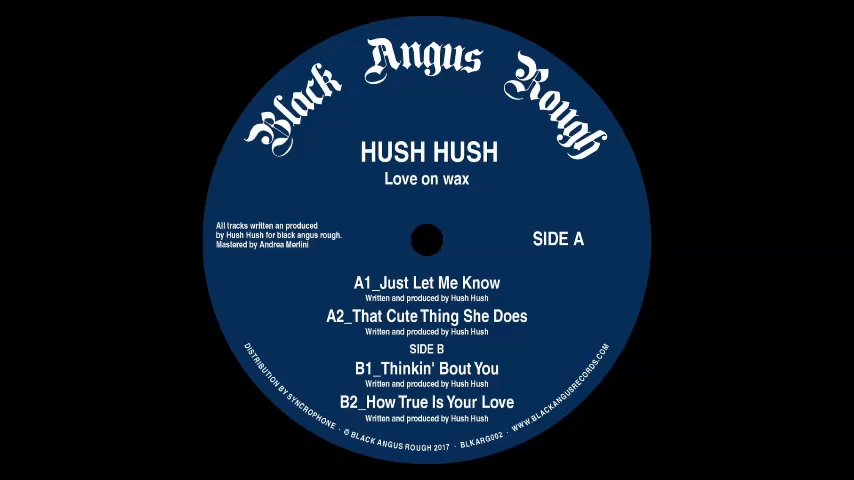 Black Angus Rough
HUSH HUSH
Love on wax
All tracks written an produced
by Hush Hush for black angus rough.
Mastered by Andrea Merlini
SIDE A
A1_Just Let Me Know
Written and produced by Hush Hush
A2_That Cute Thing She Does
Written and produced by Hush Hush
SIDE B
B1_Thinkin' Bout You
Written and produced by Hush Hush
B2_How True Is Your Love
Written and produced by Hush Hush
DISTRIBUTION BY SYNCROPHONE · © BLACK ANGUS ROUGH 2017 · BLKARG002 · WWW.BLACKANGUSRECORDS.COM